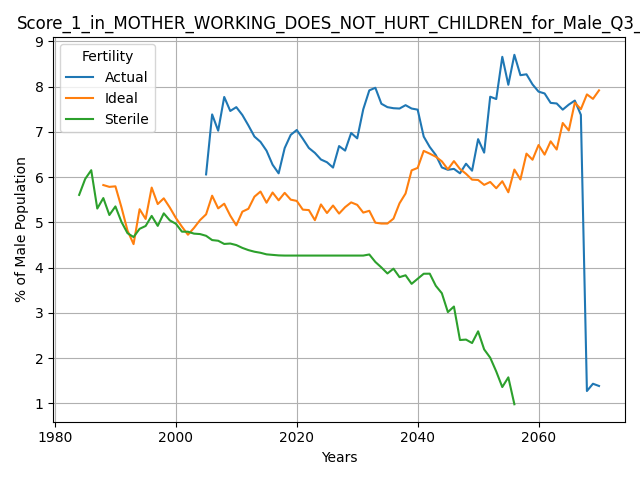 Score_1_in_MOTHER_WORKING_DOES_NOT_HURT_CHILDREN_for_Male_Q3_
Fertility
Actual
Ideal
Sterile
% of Male Population
9
8
7
6
5
4
3
2
1
1980 2000 2020 2040 2060
Years